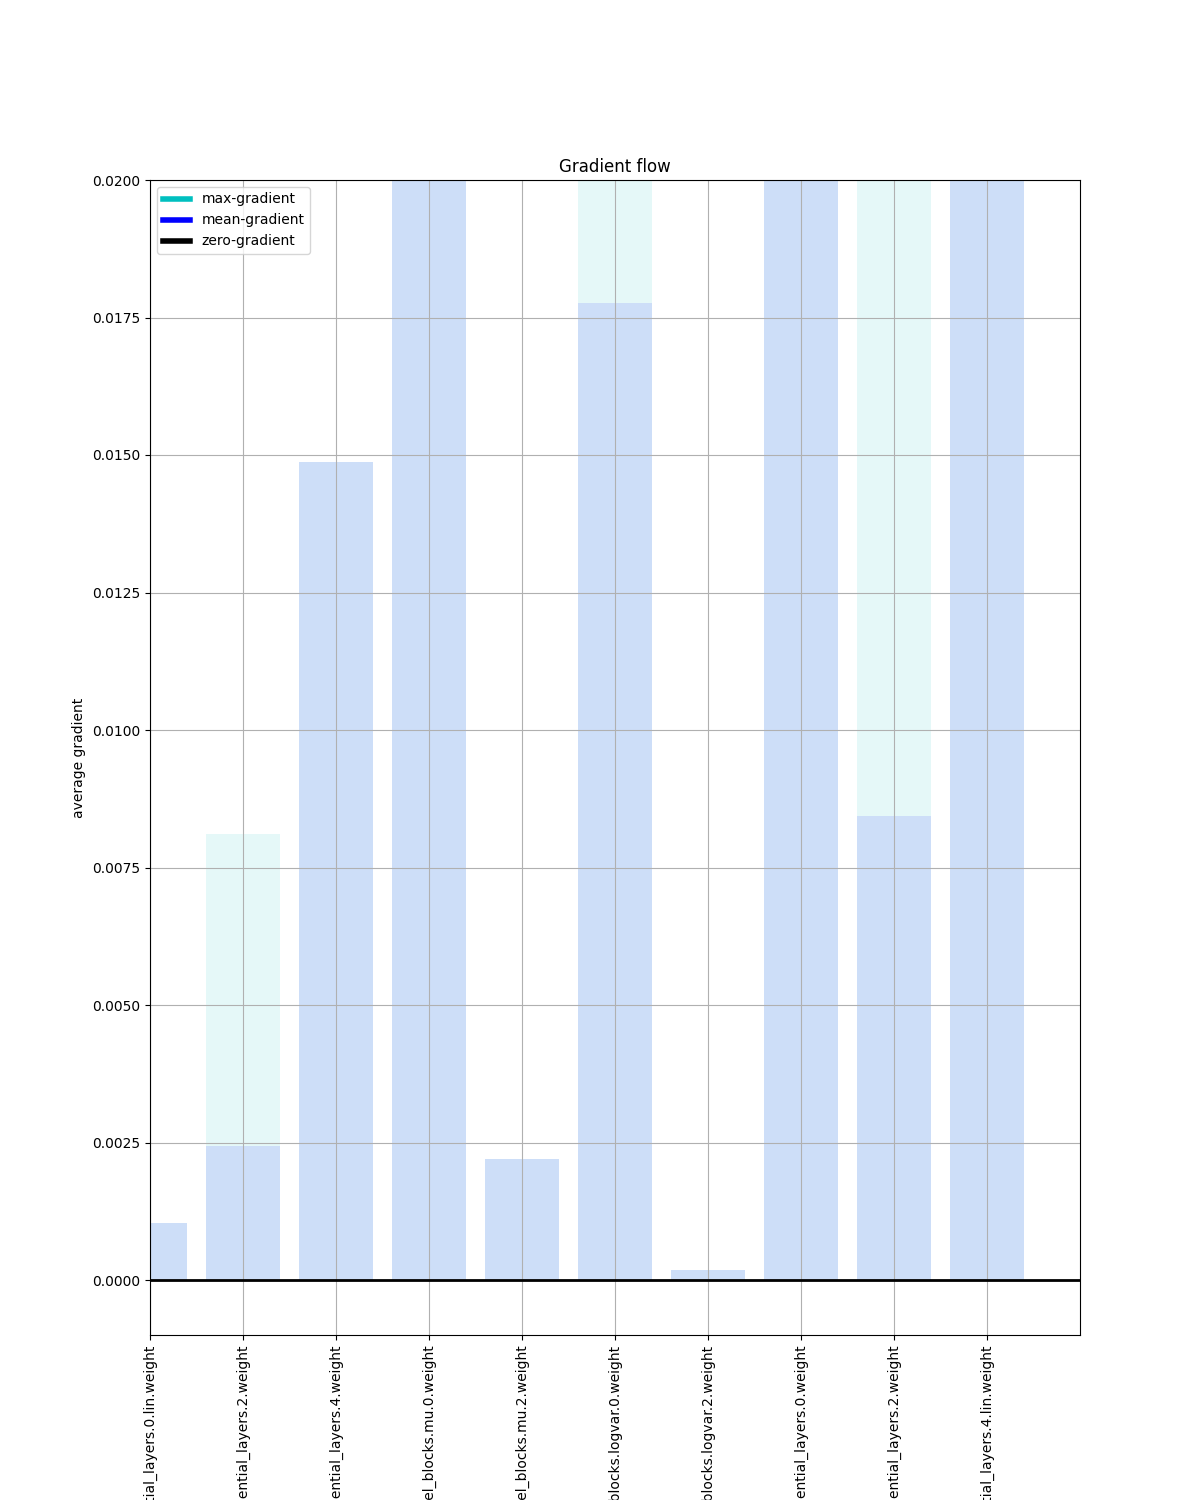 Gradient flow
max-gradient
mean-gradient
zero-gradient
0.0200
0.0175
0.0150
0.0125
0.0100
0.0075
0.0050
0.0025
0.0000
average gradient
tial_layers.0.lin.weight
ential_layers.2.weight
ential_layers.4.weight
el_blocks.mu.0.weight
el_blocks.mu.2.weight
blocks.logvar.0.weight
blocks.logvar.2.weight
ential_layers.0.weight
ential_layers.2.weight
tial_layers.4.lin.weight